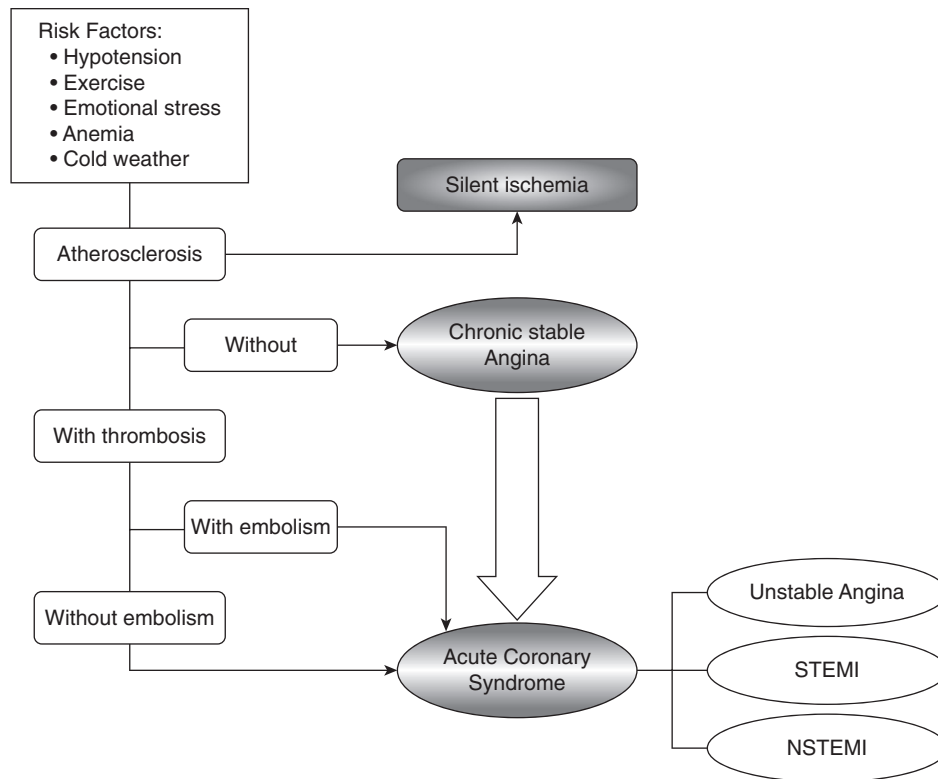 Risk Factors:
• Hypotension
• Exercise
• Emotional stress
• Anemia
• Cold weather
Silent ischemia
Atherosclerosis
Without
Chronic stable
Angina
With thrombosis
With embolism
Without embolism
Acute Coronary
Syndrome
Unstable Angina
STEMI
NSTEMI